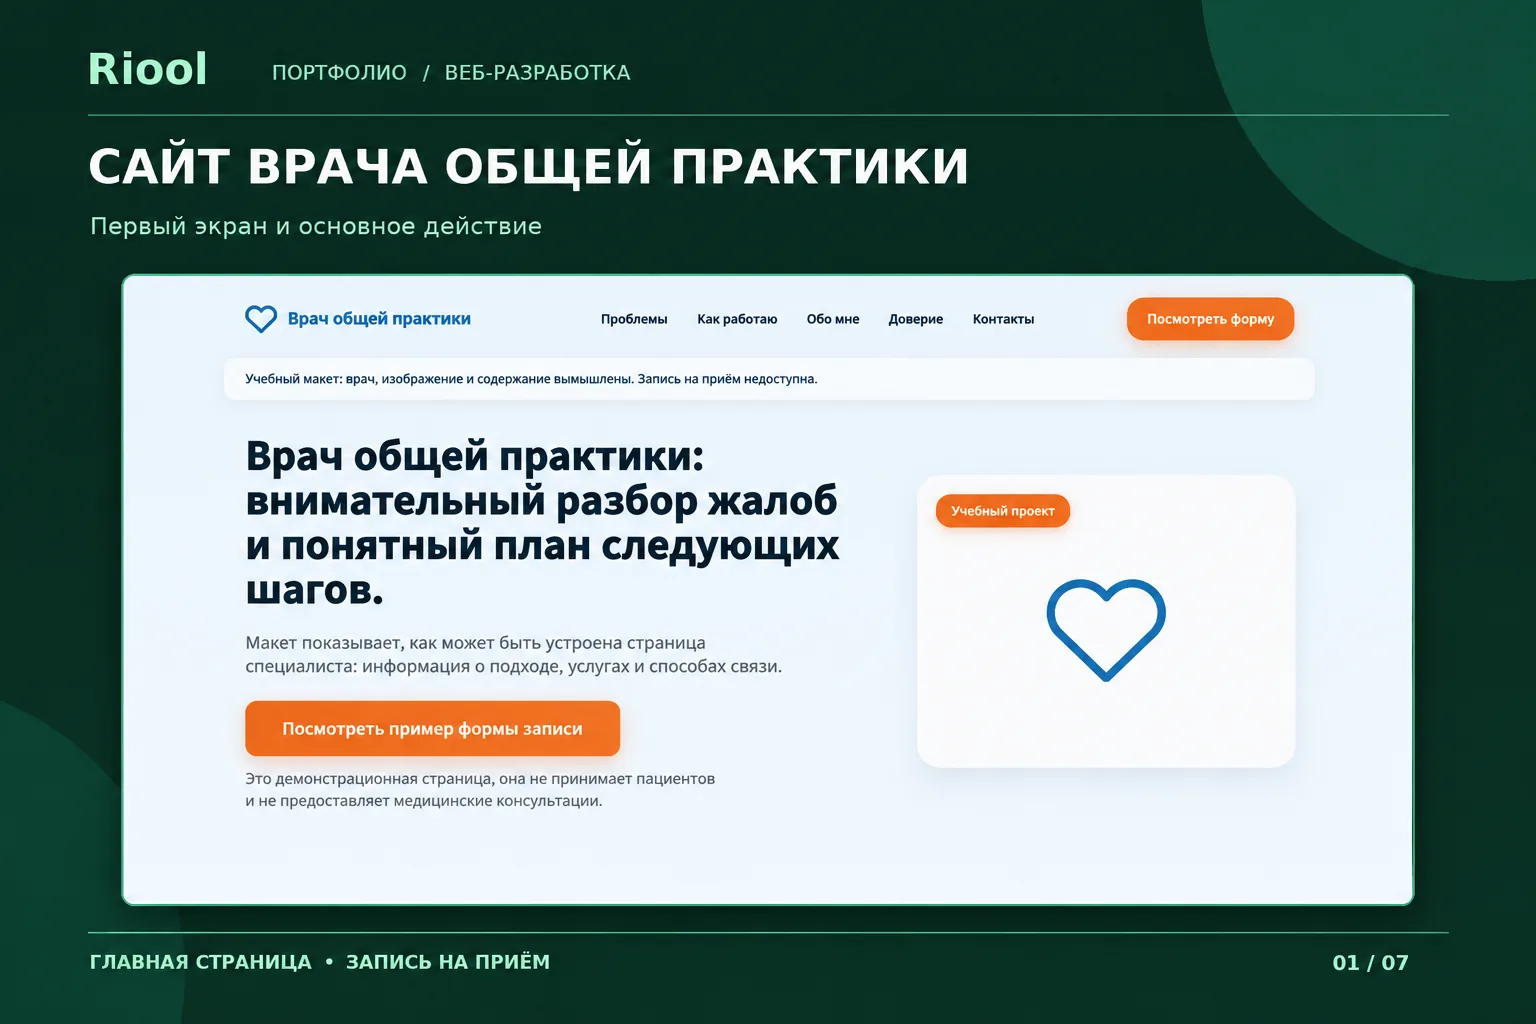 Riool
ПОРТФОЛИО / ВЕБ-РАЗРАБОТКА
САЙТ ВРАЧА ОБЩЕЙ ПРАКТИКИ
Первый экран и основное действие
Врач общей практики
Проблемы
Как работаю
Обо мне
Доверие
Контакты
Посмотреть форму
Учебный макет: врач, изображение и содержание вымышлены. Запись на приём недоступна.
Врач общей практики:
внимательный разбор жалоб
и понятный план следующих
шагов.
Макет показывает, как может быть устроена страница
специалиста: информация о подходе, услугах и способах связи.
Посмотреть пример формы записи
Это демонстрационная страница, она не принимает пациентов
и не предоставляет медицинские консультации.
Учебный проект
ГЛАВНАЯ СТРАНИЦА • ЗАПИСЬ НА ПРИЁМ
01 / 07